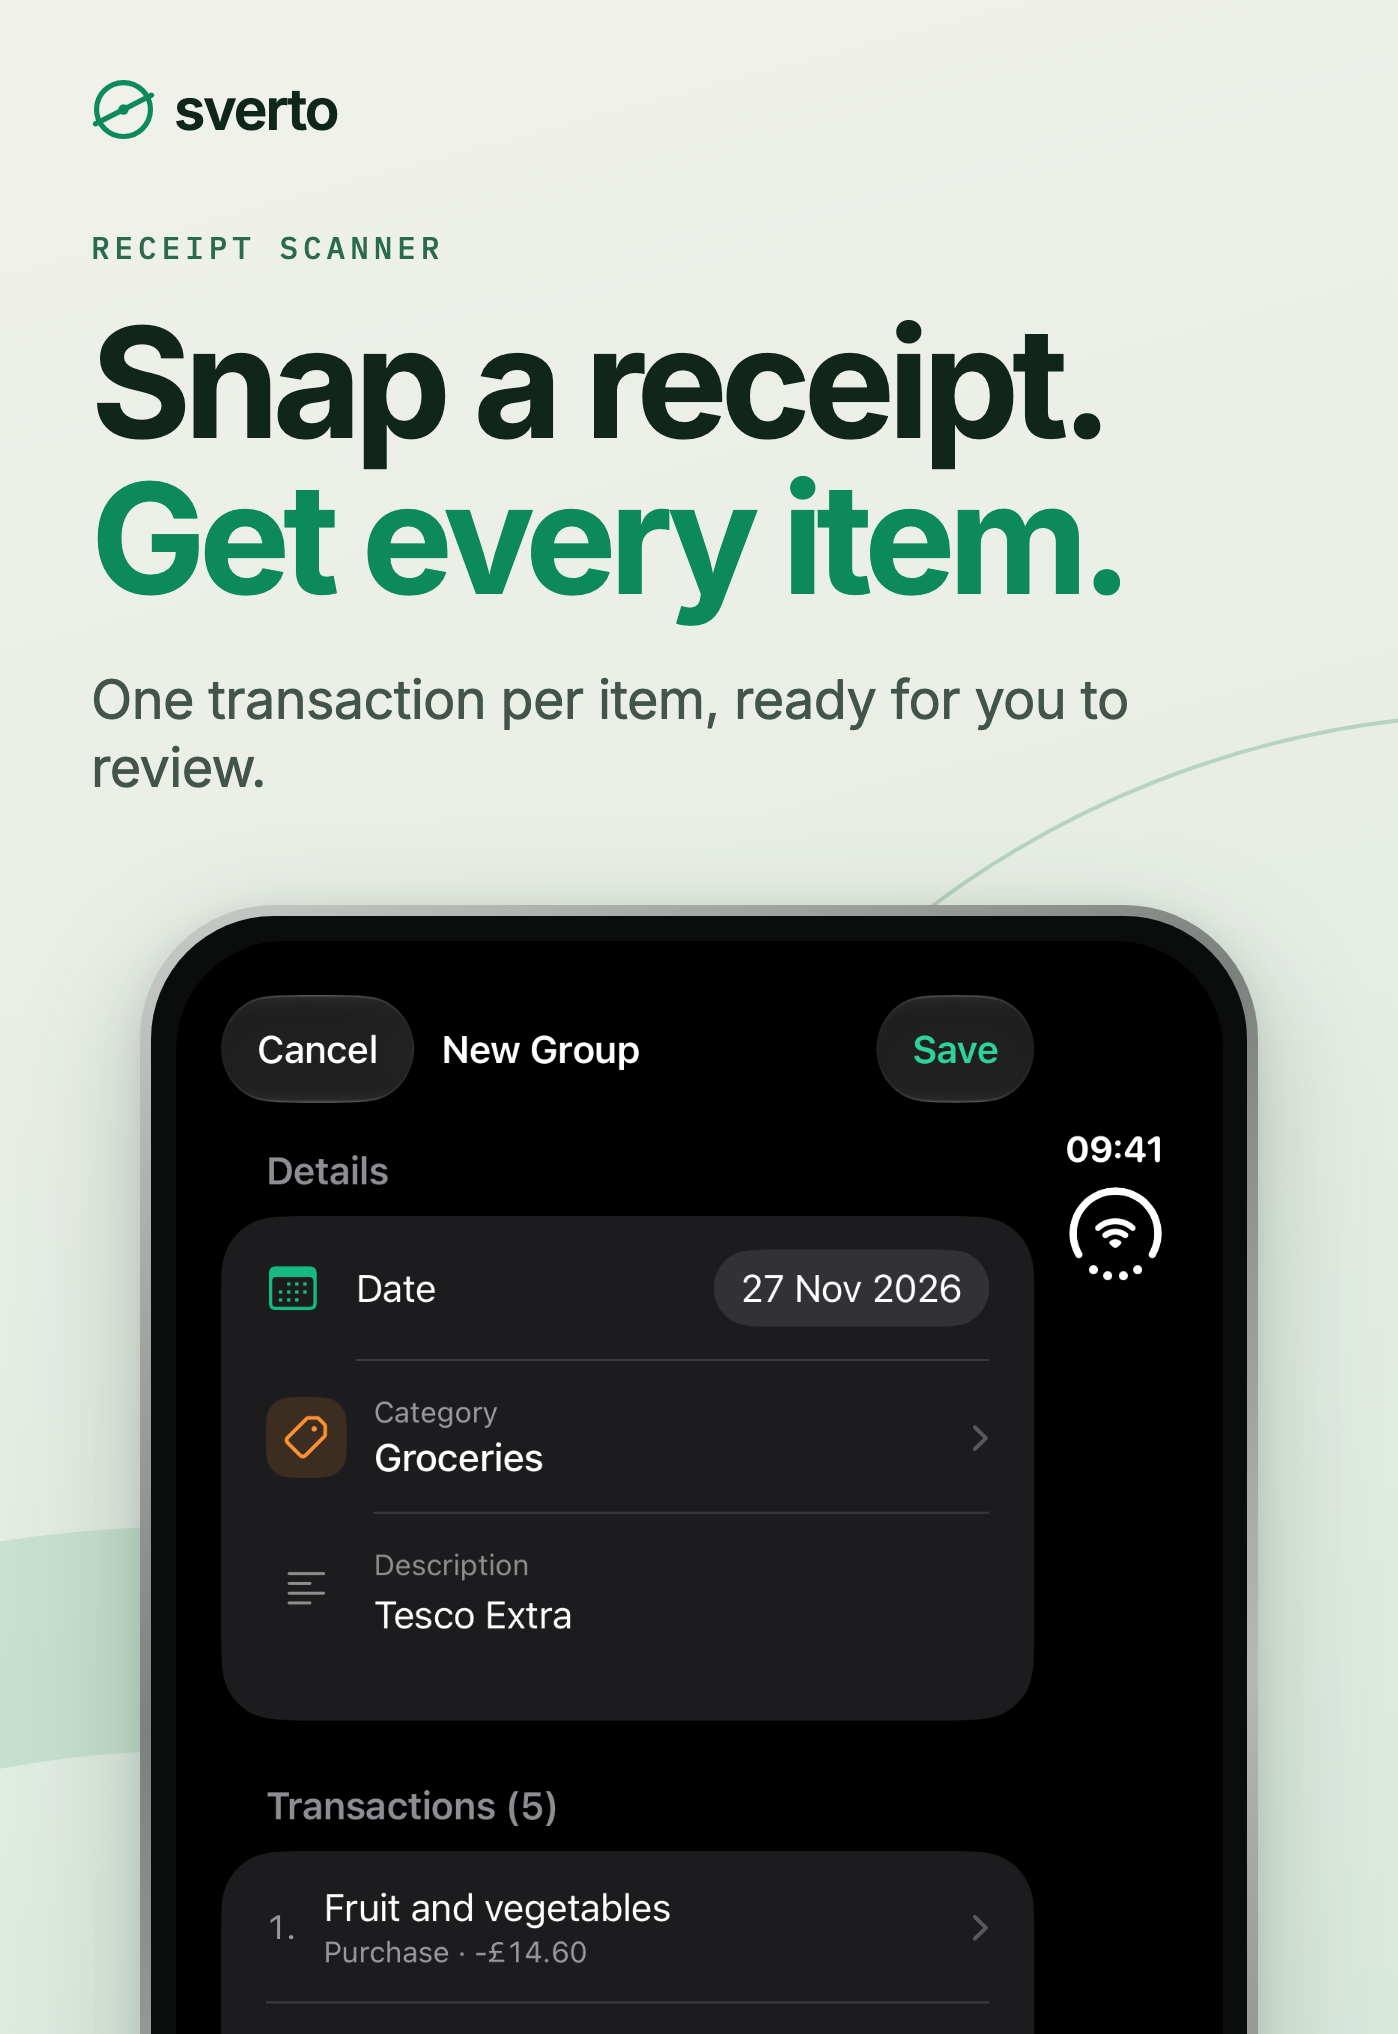 sverto
RECEIPT SCANNER
Snap a receipt.
Get every item.
One transaction per item, ready for you to
review.
Cancel
New Group
Save
09:41
Details
Date
27 Nov 2026
Category
Groceries
Description
Tesco Extra
Transactions (5)
1.
Fruit and vegetables
Purchase · -£14.60